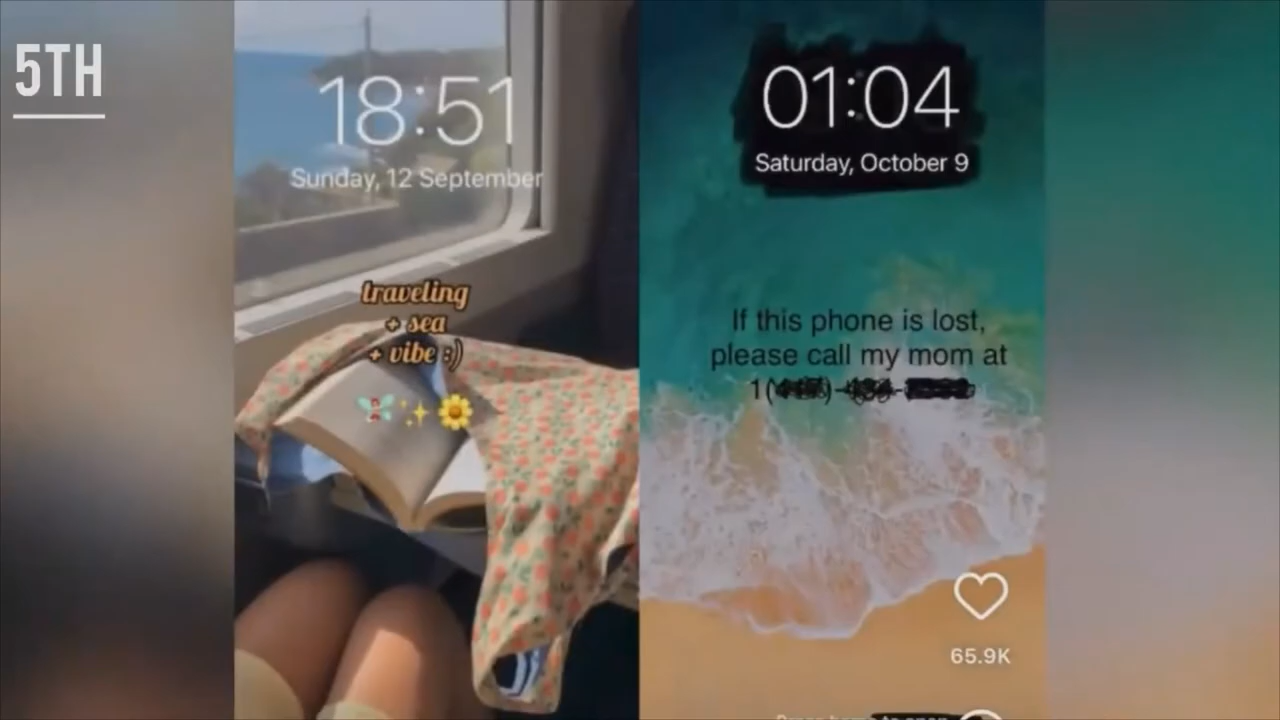 5TH
18:51
Sunday, 12 September
traveling
+ sea
+ vibe :)
01:04
Saturday, October 9
If this phone is lost,
please call my mom at
1(
65.9K